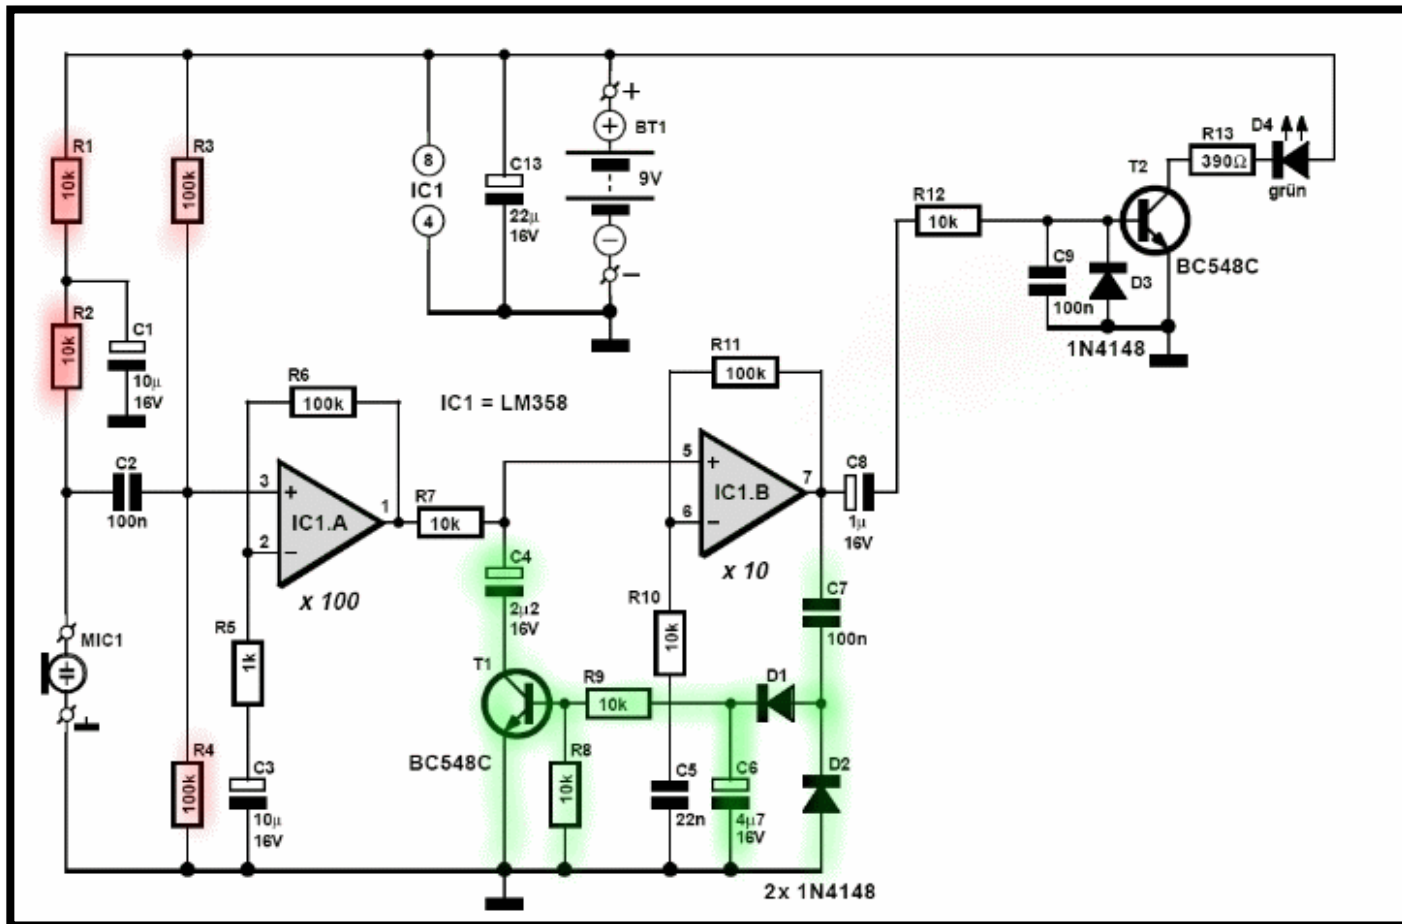 R1
10k
R3
100k
R2
10k
C1
10µ
16V
8
IC1
4
C13
22µ
16V
+
BT1
9V
−
R12
10k
C9
100n
D3
1N4148
T2
BC548C
R13
390Ω
D4
grün
R6
100k
IC1 = LM358
R11
100k
C2
100n
3
+
IC1.A
2
−
1
x 100
R7
10k
5
+
IC1.B
6
−
7
x 10
C8
1µ
16V
C4
2µ2
16V
R5
1k
MIC1
R10
10k
C7
100n
T1
BC548C
R9
10k
D1
R4
100k
C3
10µ
16V
R8
10k
C5
22n
C6
4µ7
16V
D2
2x 1N4148